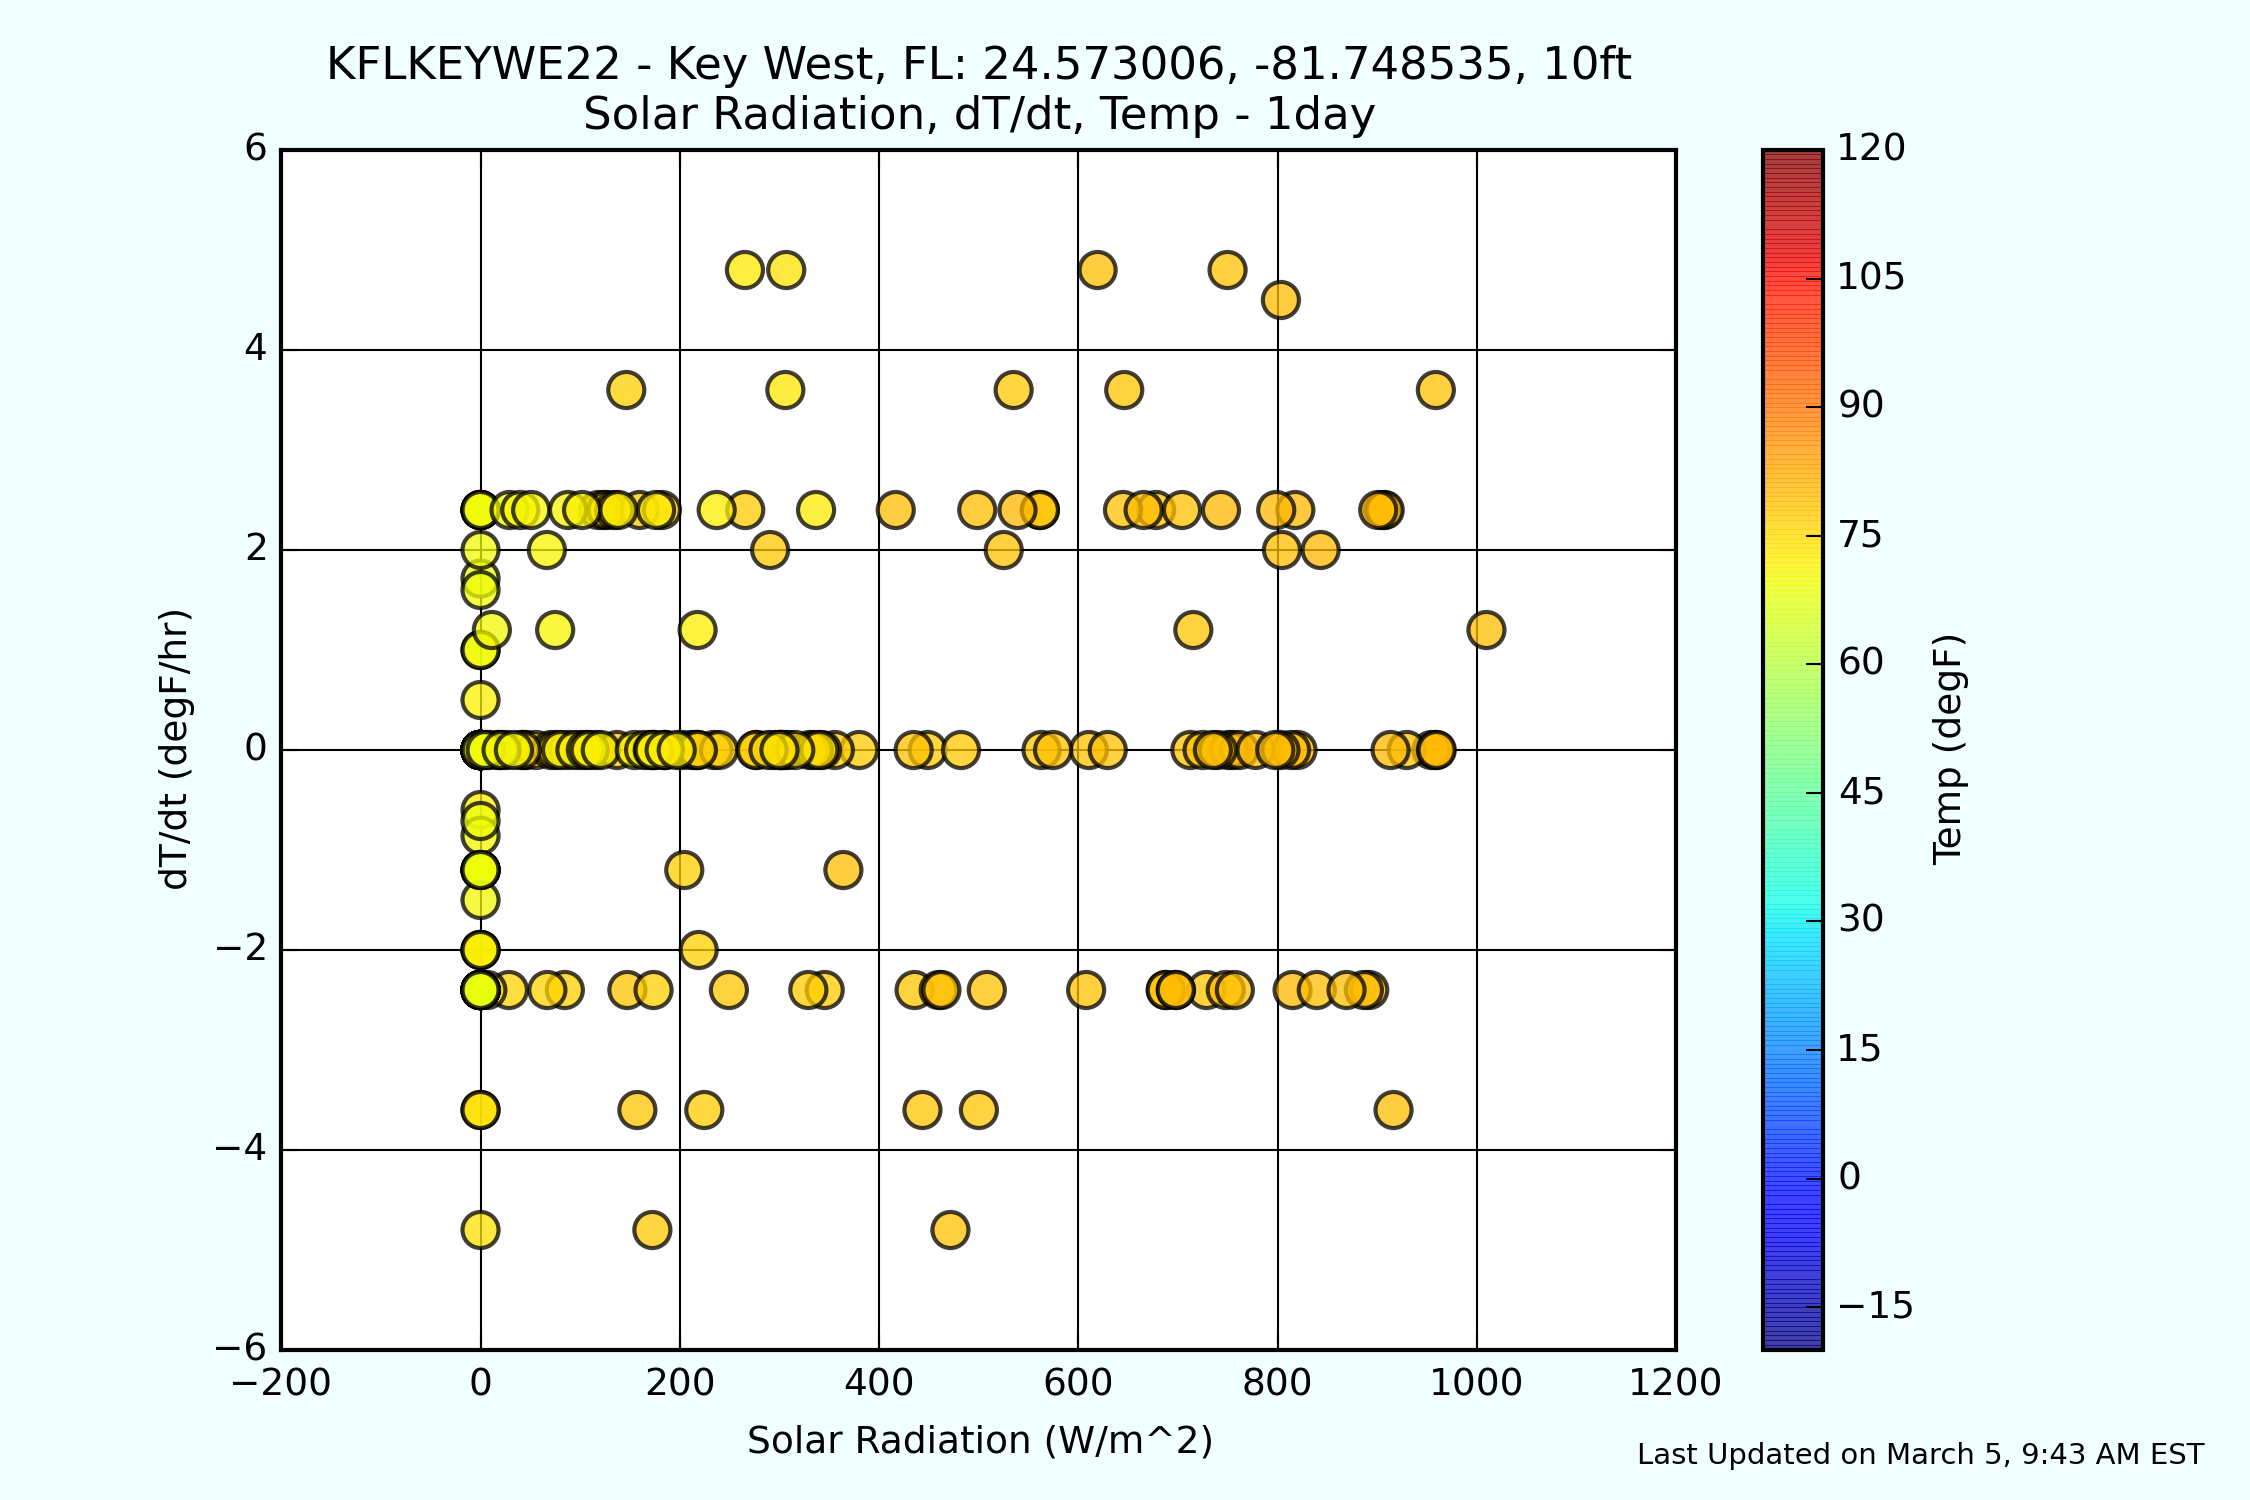 KFLKEYWE22 - Key West, FL: 24.573006, -81.748535, 10ft
Solar Radiation, dT/dt, Temp - 1day
6
4
2
0
−2
−4
−6
dT/dt (degF/hr)
−200 0 200 400 600 800 1000 1200
Solar Radiation (W/m^2)
120
105
90
75
60
45
30
15
0
−15
Temp (degF)
Last Updated on March 5, 9:43 AM EST